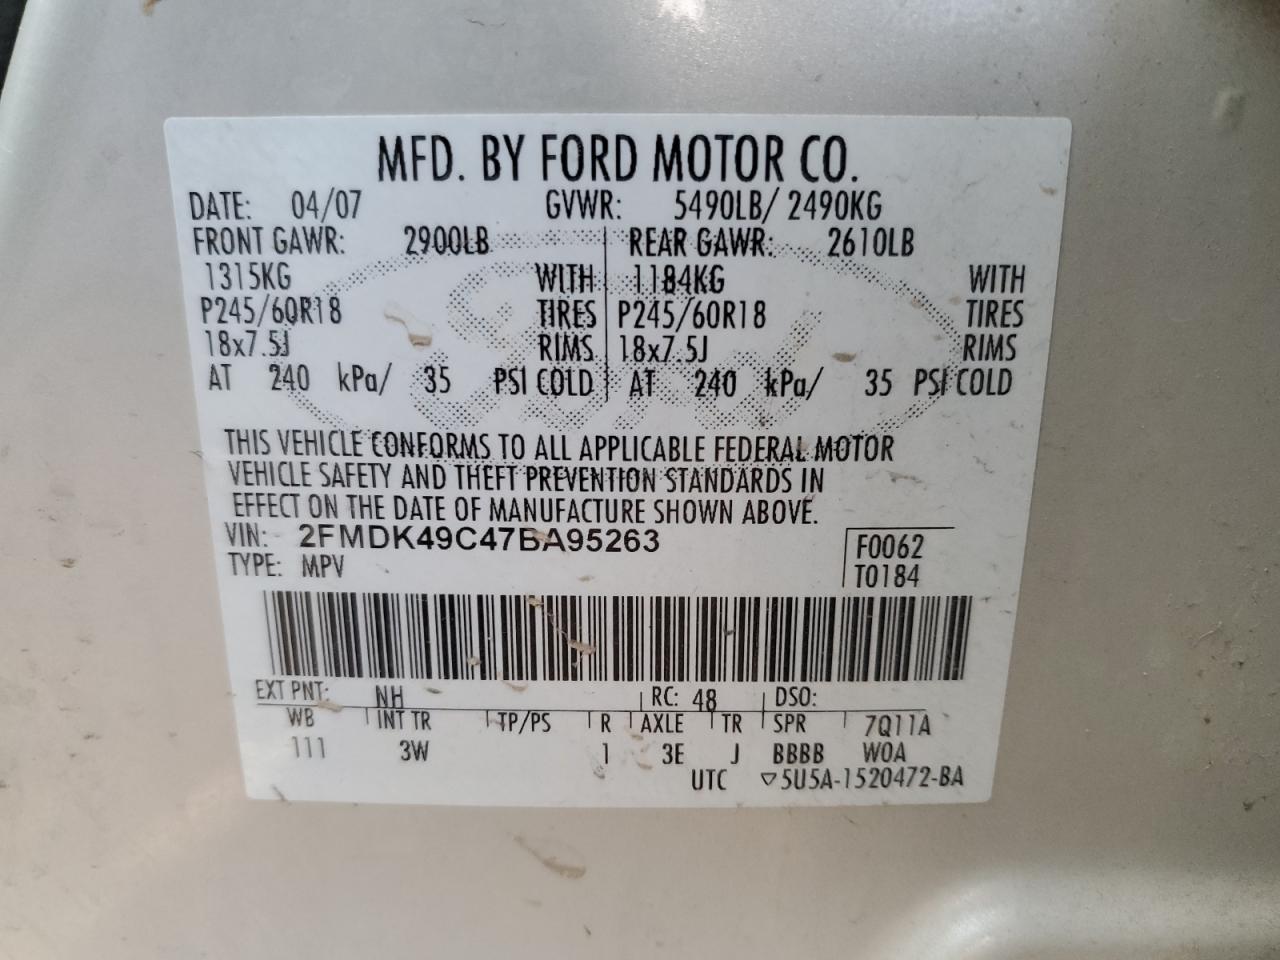 MFD. BY FORD MOTOR CO.
DATE: 04/07 GVWR: 5490LB/ 2490KG
FRONT GAWR: 2900LB REAR GAWR: 2610LB
1315KG WITH 1184KG WITH
P245/60R18 TIRES P245/60R18 TIRES
18x7.5J RIMS 18x7.5J RIMS
AT 240 kPa/ 35 PSI COLD AT 240 kPa/ 35 PSI COLD
THIS VEHICLE CONFORMS TO ALL APPLICABLE FEDERAL MOTOR
VEHICLE SAFETY AND THEFT PREVENTION STANDARDS IN
EFFECT ON THE DATE OF MANUFACTURE SHOWN ABOVE.
VIN: 2FMDK49C47BA95263 F0062
TYPE: MPV T0184
EXT PNT: NH RC: 48 DSO:
WB INT TR TP/PS R AXLE TR SPR 7Q11A
111 3W 1 3E J BBBB WOA
UTC ▽5U5A-1520472-BA